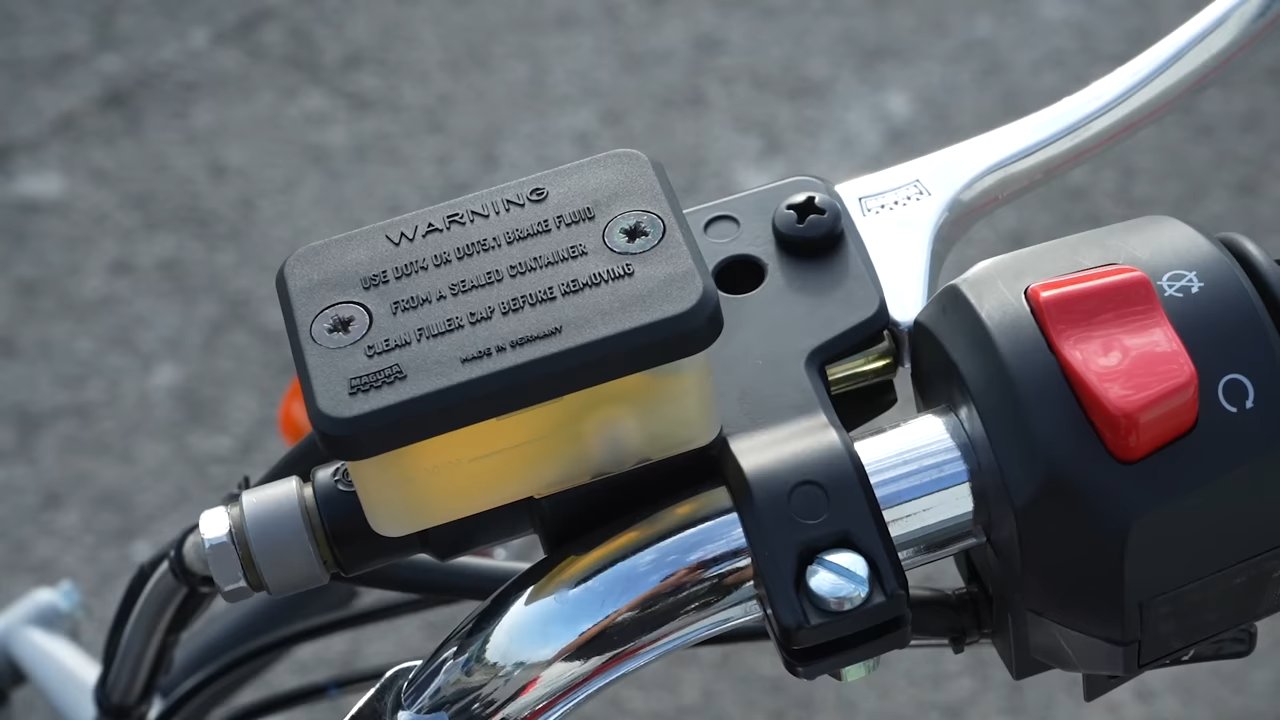 WARNING
USE DOT4 OR DOT5.1 BRAKE FLUID
FROM A SEALED CONTAINER
CLEAN FILLER CAP BEFORE REMOVING
MADE IN GERMANY
MAGURA
MAGURA